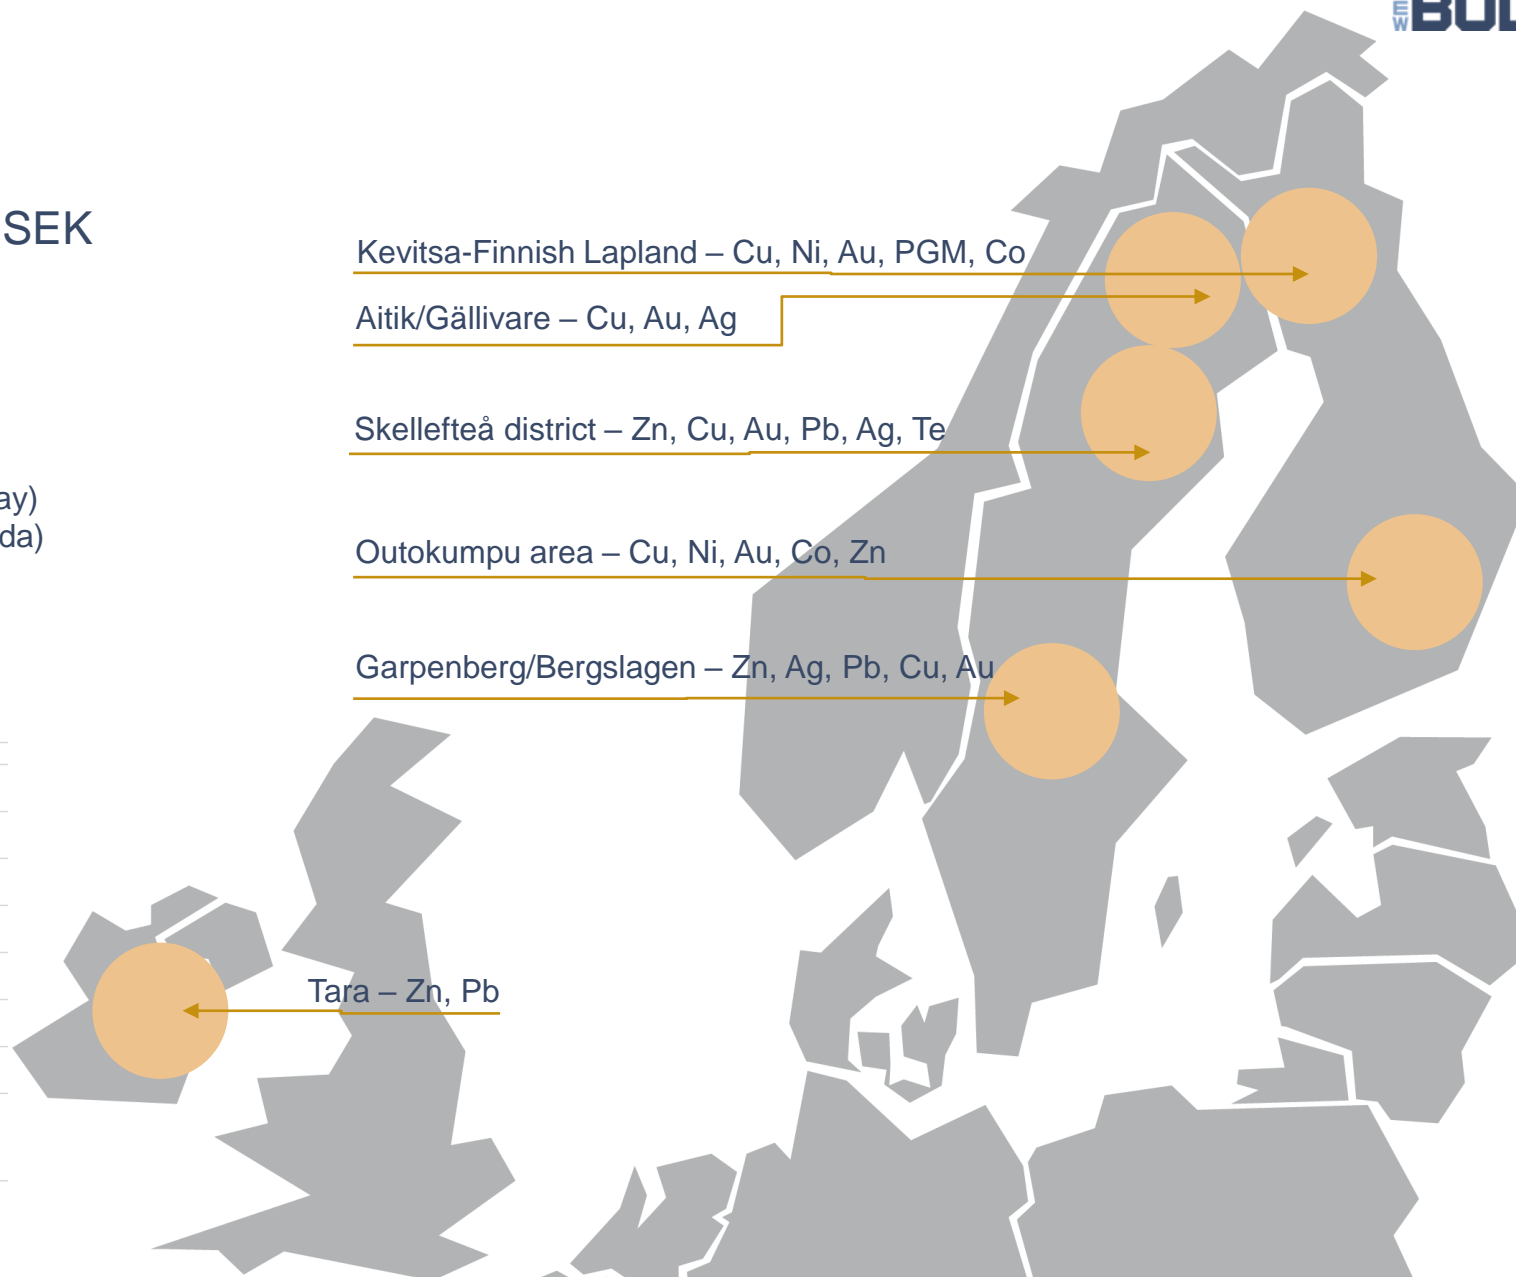 SEK
Kevitsa-Finnish Lapland – Cu, Ni, Au, PGM, Co
Aitik/Gällivare – Cu, Au, Ag
Skellefteå district – Zn, Cu, Au, Pb, Ag, Te
ay)
da)
Outokumpu area – Cu, Ni, Au, Co, Zn
Garpenberg/Bergslagen – Zn, Ag, Pb, Cu, Au
Tara – Zn, Pb